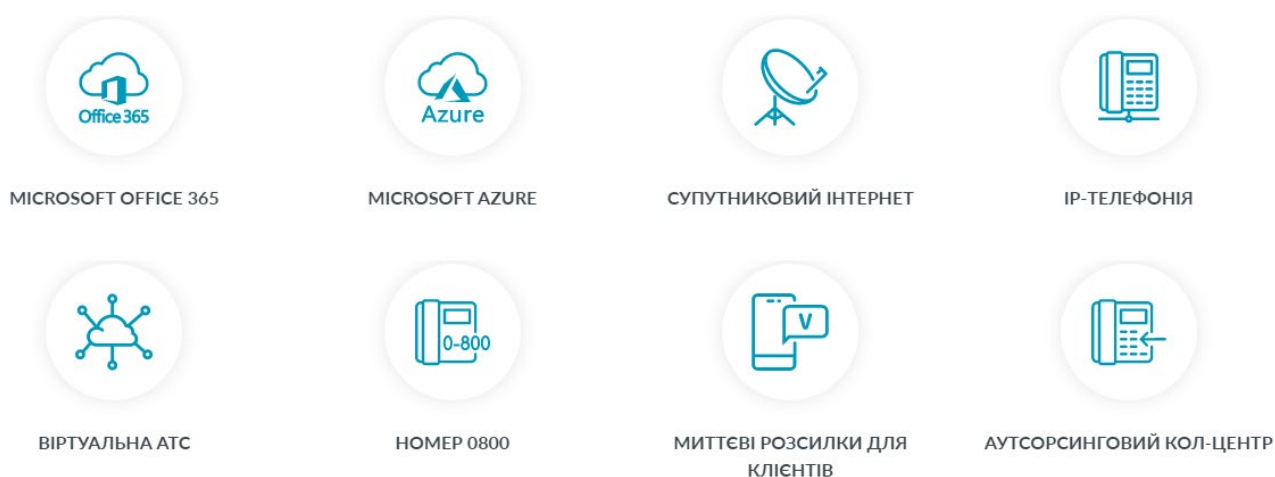 Office 365
Azure
MICROSOFT OFFICE 365
MICROSOFT AZURE
СУПУТНИКОВИЙ ІНТЕРНЕТ
IP-ТЕЛЕФОНІЯ
0-800
V
ВІРТУАЛЬНА АТС
НОМЕР 0800
МИТТЄВІ РОЗСИЛКИ ДЛЯ
КЛІЄНТІВ
АУТСОРСИНГОВИЙ КОЛ-ЦЕНТР